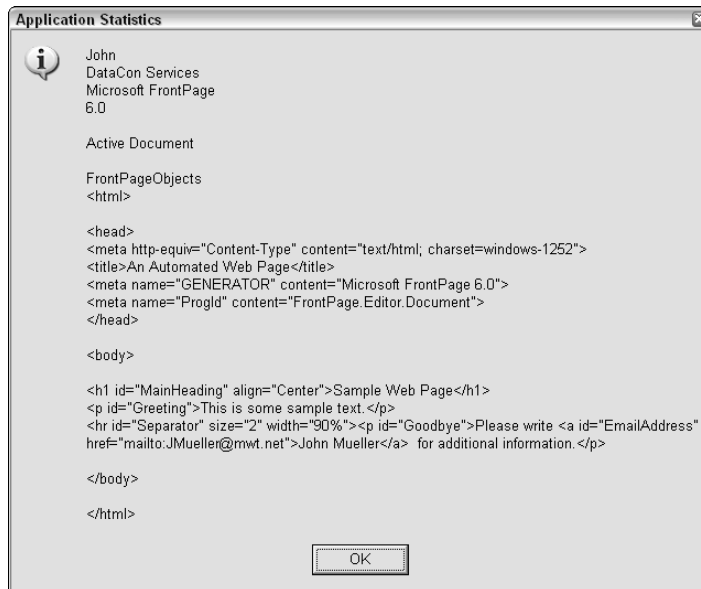 Application Statistics
John
DataCon Services
Microsoft FrontPage
6.0
Active Document
FrontPageObjects
<html>
<head>
<meta http-equiv="Content-Type" content="text/html; charset=windows-1252">
<title>An Automated Web Page</title>
<meta name="GENERATOR" content="Microsoft FrontPage 6.0">
<meta name="ProgId" content="FrontPage.Editor.Document">
</head>
<body>
<h1 id="MainHeading" align="Center">Sample Web Page</h1>
<p id="Greeting">This is some sample text.</p>
<hr id="Separator" size="2" width="90%"><p id="Goodbye">Please write <a id="EmailAddress"
href="mailto:JMueller@mwt.net">John Mueller</a>  for additional information.</p>
</body>
</html>
OK